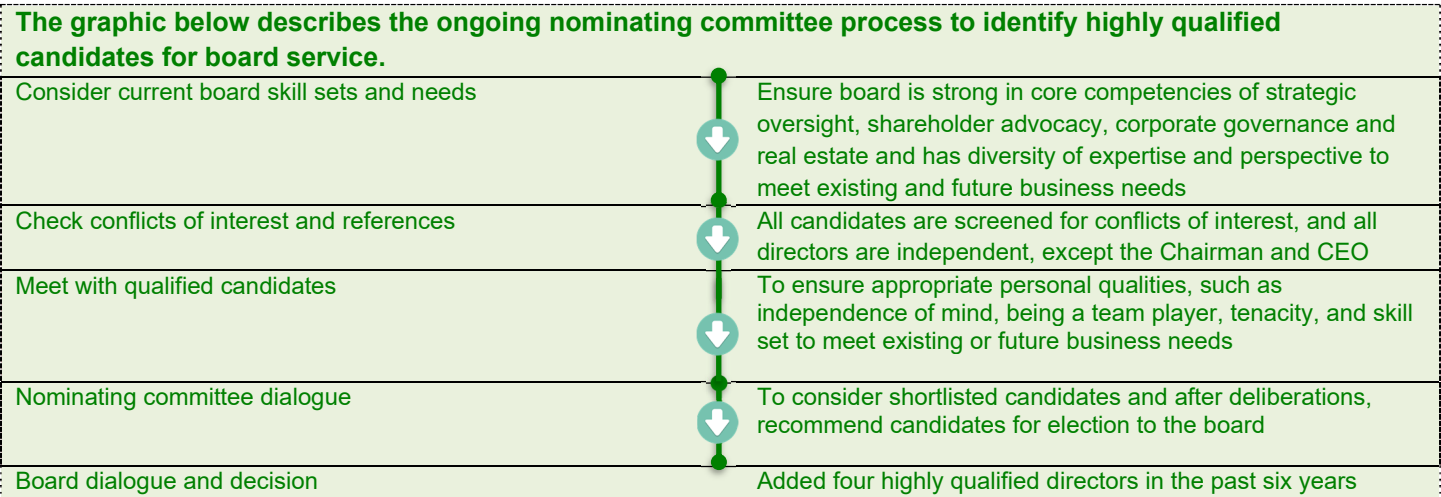 The graphic below describes the ongoing nominating committee process to identify highly qualified
candidates for board service.
Consider current board skill sets and needs
Ensure board is strong in core competencies of strategic
oversight, shareholder advocacy, corporate governance and
real estate and has diversity of expertise and perspective to
meet existing and future business needs
Check conflicts of interest and references
All candidates are screened for conflicts of interest, and all
directors are independent, except the Chairman and CEO
Meet with qualified candidates
To ensure appropriate personal qualities, such as
independence of mind, being a team player, tenacity, and skill
set to meet existing or future business needs
Nominating committee dialogue
To consider shortlisted candidates and after deliberations,
recommend candidates for election to the board
Board dialogue and decision
Added four highly qualified directors in the past six years